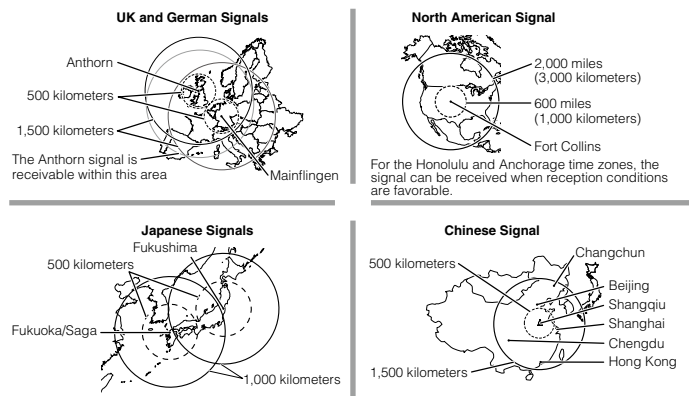 UK and German Signals
Anthorn
500 kilometers
1,500 kilometers
The Anthorn signal is
receivable within this area
Mainflingen
North American Signal
2,000 miles
(3,000 kilometers)
600 miles
(1,000 kilometers)
Fort Collins
For the Honolulu and Anchorage time zones, the
signal can be received when reception conditions
are favorable.
Japanese Signals
Fukushima
500 kilometers
Fukuoka/Saga
1,000 kilometers
Chinese Signal
Changchun
500 kilometers
Beijing
Shangqiu
Shanghai
Chengdu
Hong Kong
1,500 kilometers